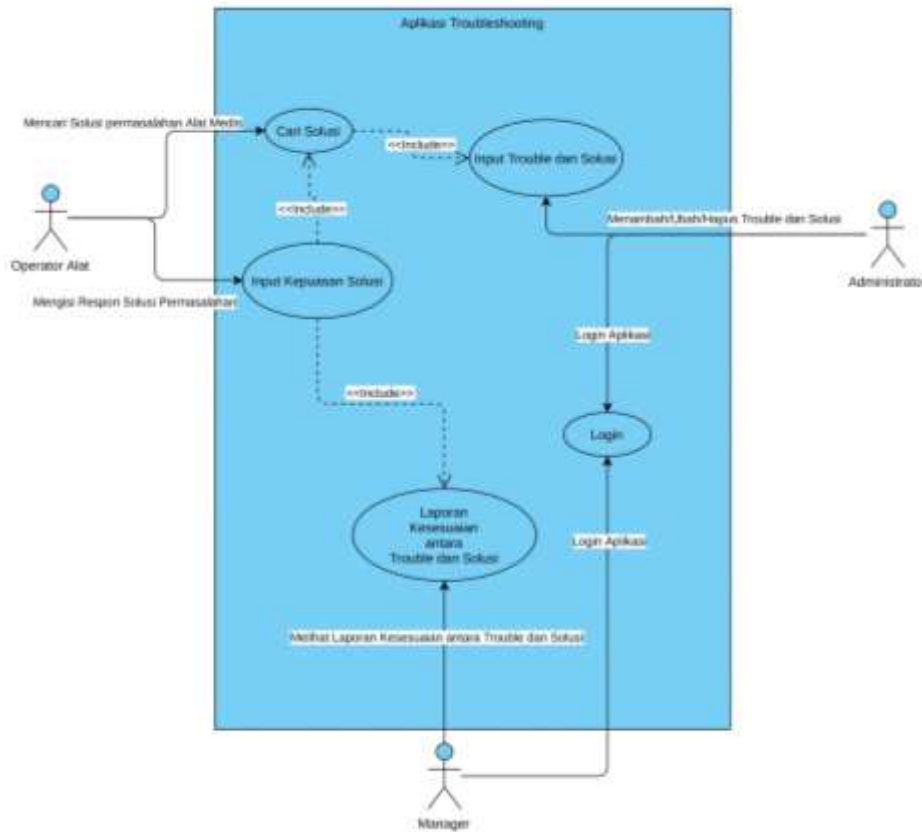 Aplikasi Troubleshooting
Mencari Solusi permasalahan Alat Medis
Cari Solusi
<<Include>>
Input Trouble dan Solusi
<<Include>>
Menambah/Ubah/Hapus Trouble dan Solusi
Operator Alat
Input Kepuasan Solusi
Administrato
Mengisi Respon Solusi Permasalahan
Login Aplikasi
<<Include>>
Login
Laporan
Kesesuaian
antara
Trouble dan Solusi
Login Aplikasi
Melihat Laporan Kesesuaian antara Trouble dan Solusi
Manager